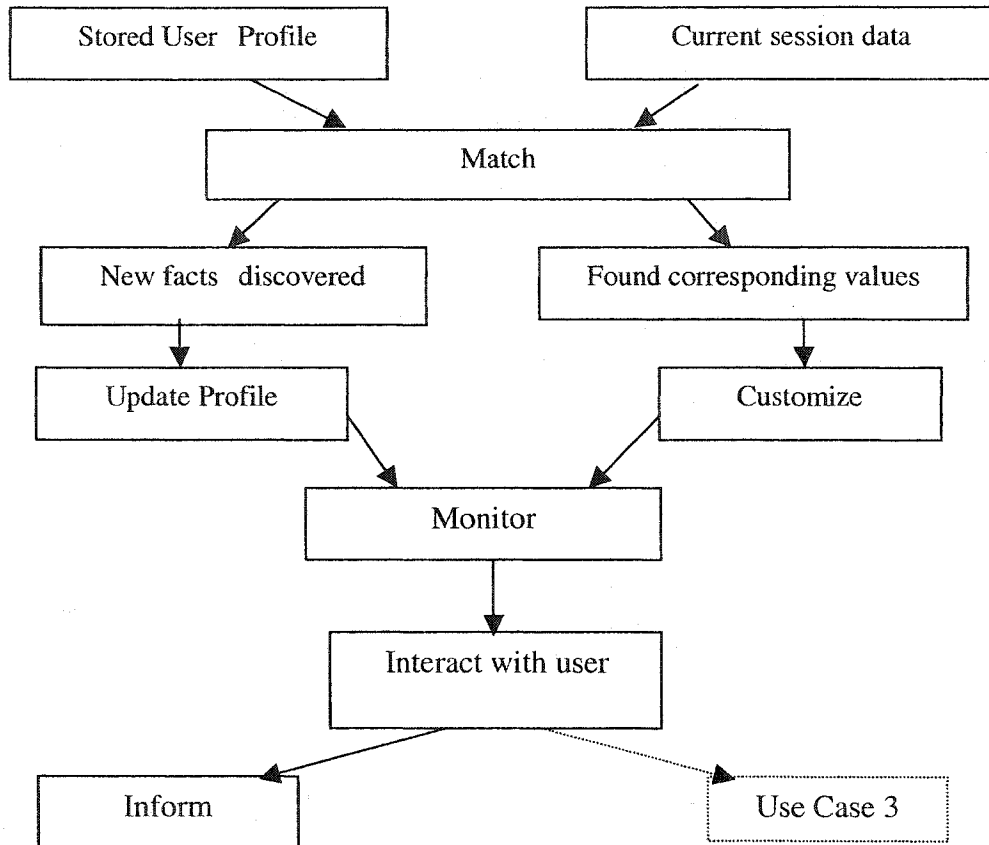 Stored User Profile
Current session data
Match
New facts discovered
Found corresponding values
Update Profile
Customize
Monitor
Interact with user
Inform
Use Case 3